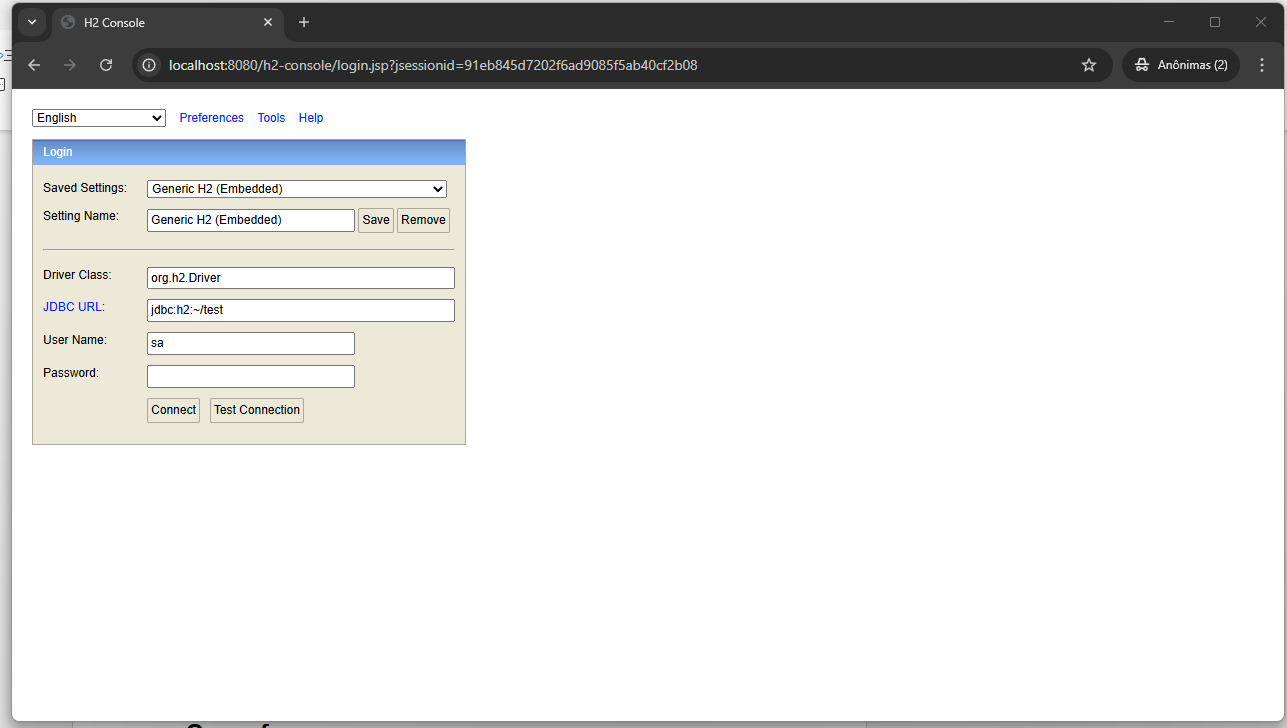 H2 Console
localhost:8080/h2-console/login.jsp?jsessionid=91eb845d7202f6ad9085f5ab40cf2b08
Anônimas (2)
English Preferences Tools Help
Login
Saved Settings: Generic H2 (Embedded)
Setting Name: Generic H2 (Embedded) Save Remove
Driver Class: org.h2.Driver
JDBC URL: jdbc:h2:~/test
User Name: sa
Password:
Connect Test Connection